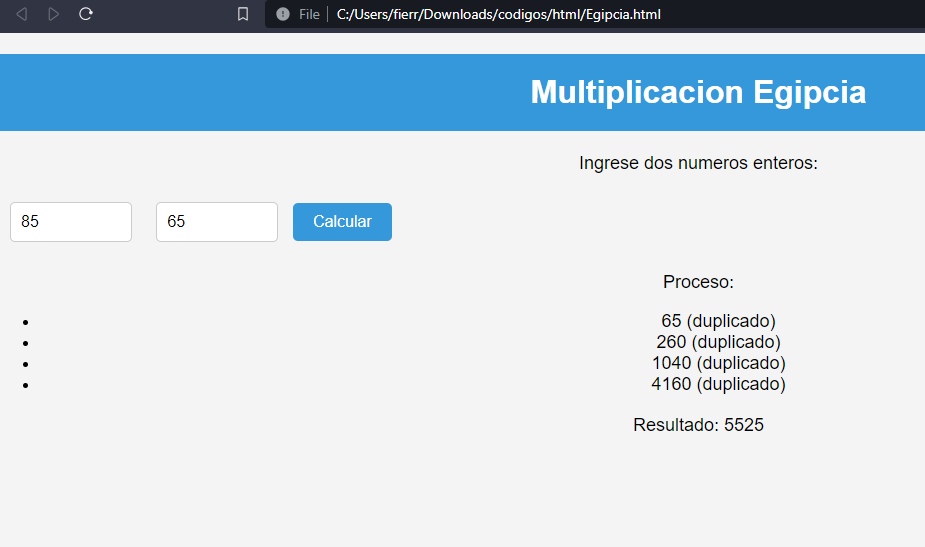 File C:/Users/fierr/Downloads/codigos/html/Egipcia.html
Multiplicacion Egipcia
Ingrese dos numeros enteros:
85 65 Calcular
Proceso:
65 (duplicado)
260 (duplicado)
1040 (duplicado)
4160 (duplicado)
Resultado: 5525